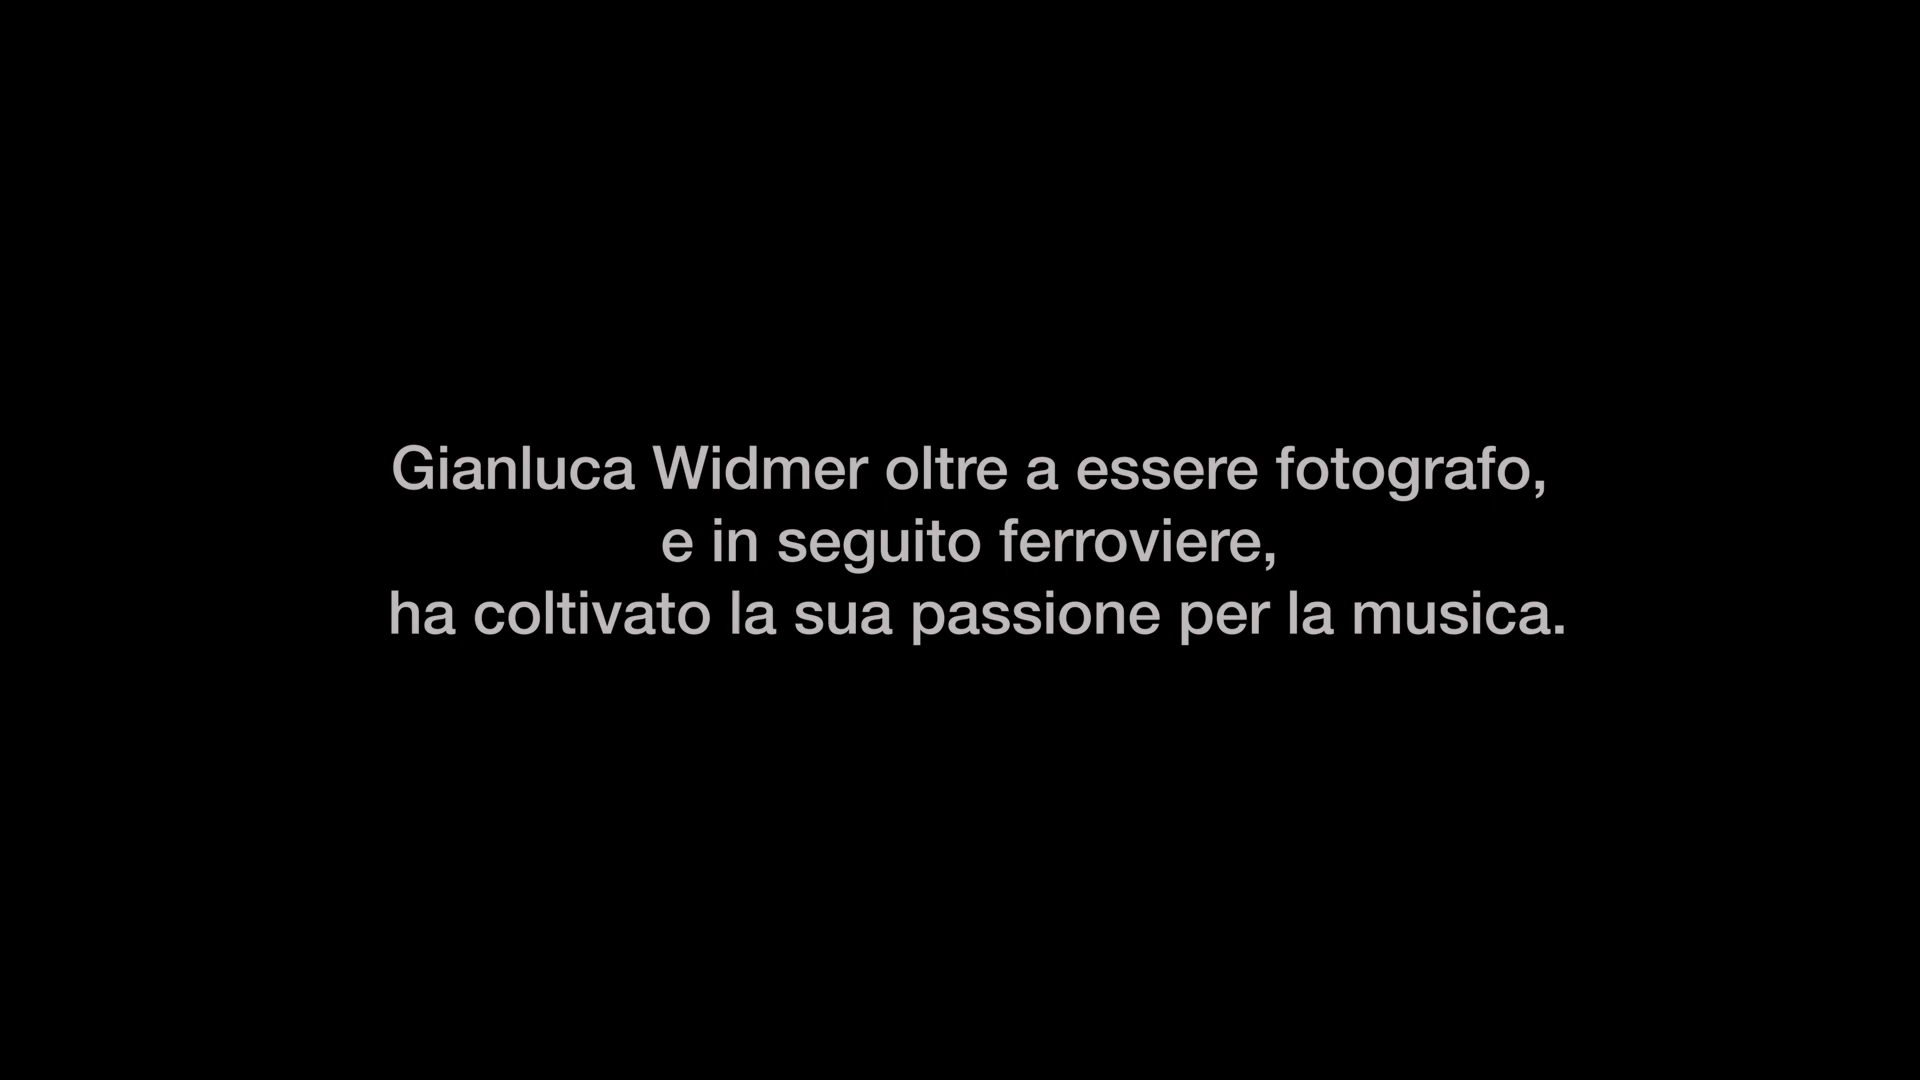 Gianluca Widmer oltre a essere fotografo,
e in seguito ferroviere,
ha coltivato la sua passione per la musica.